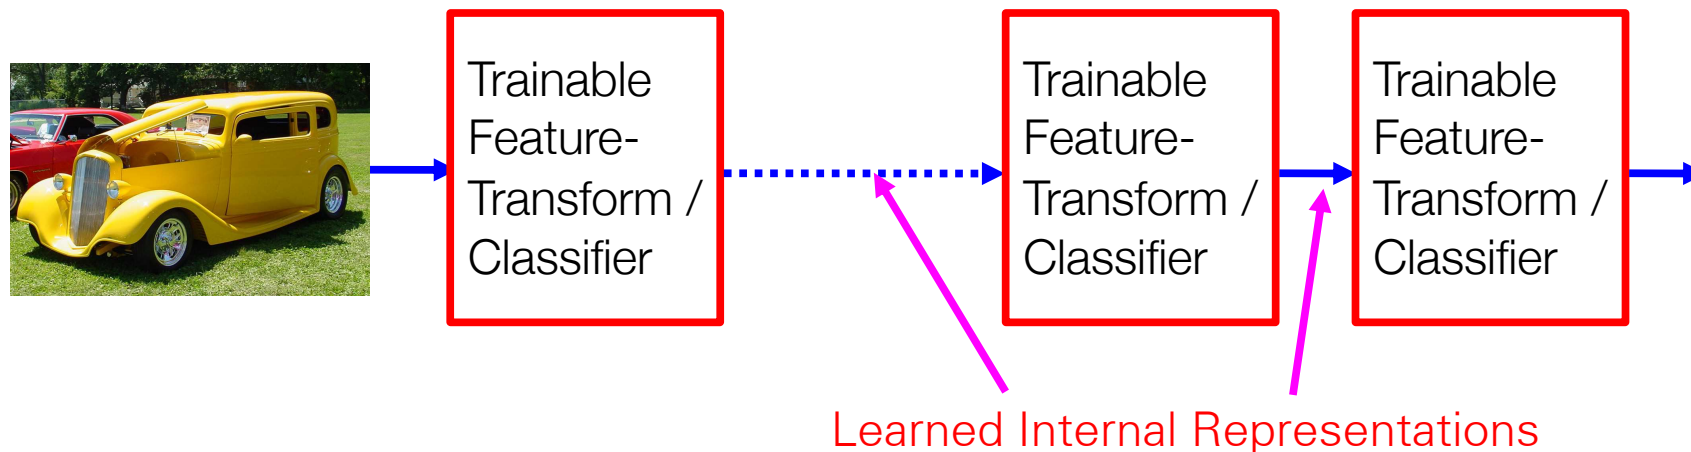 Trainable
Feature-
Transform /
Classifier
Trainable
Feature-
Transform /
Classifier
Trainable
Feature-
Transform /
Classifier
Learned Internal Representations